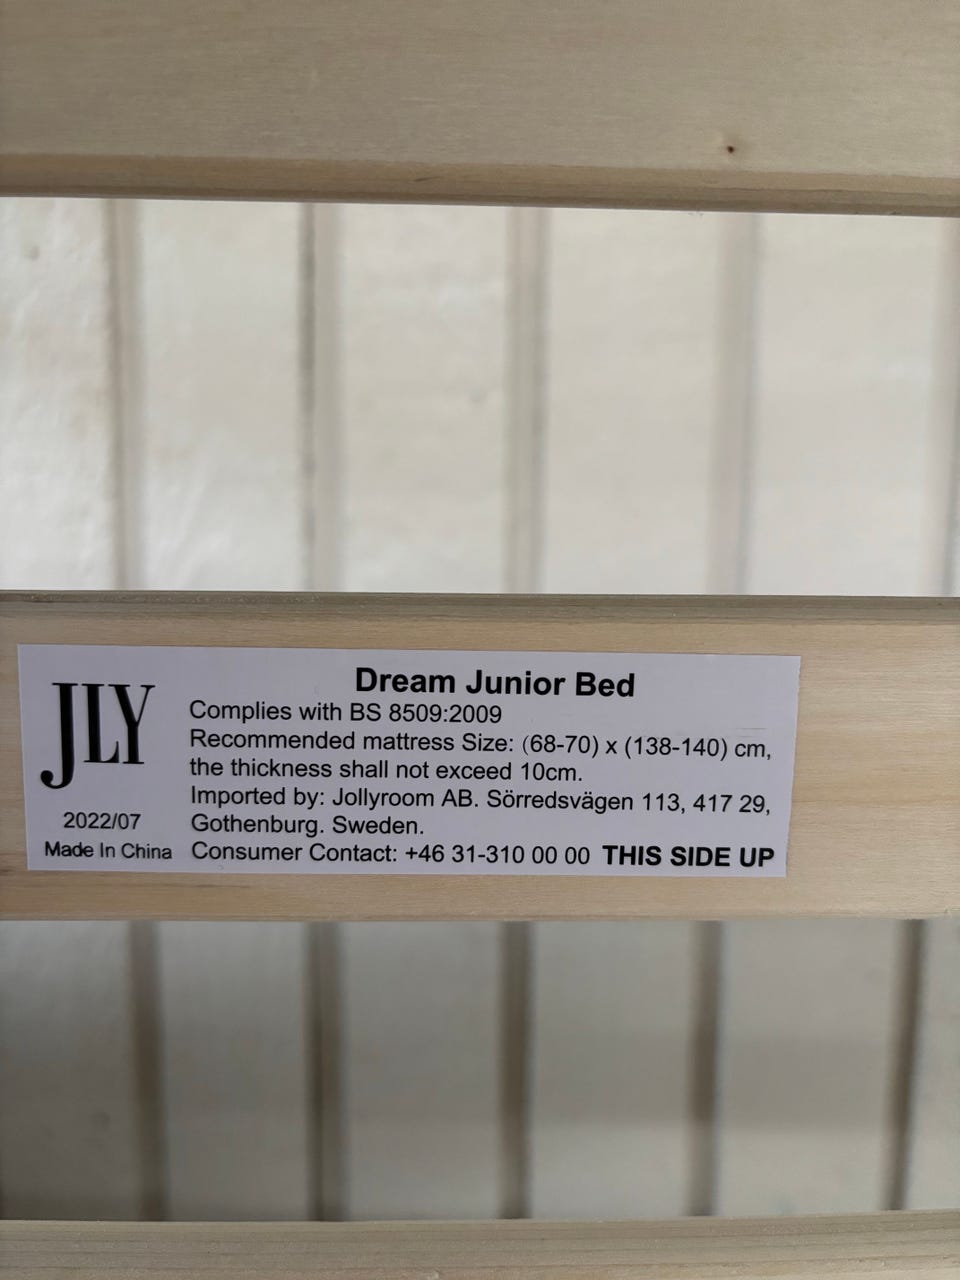 JLY
2022/07
Made In China
Dream Junior Bed
Complies with BS 8509:2009
Recommended mattress Size: (68-70) x (138-140) cm,
the thickness shall not exceed 10cm.
Imported by: Jollyroom AB. Sörredsvägen 113, 417 29,
Gothenburg. Sweden.
Consumer Contact: +46 31-310 00 00 THIS SIDE UP